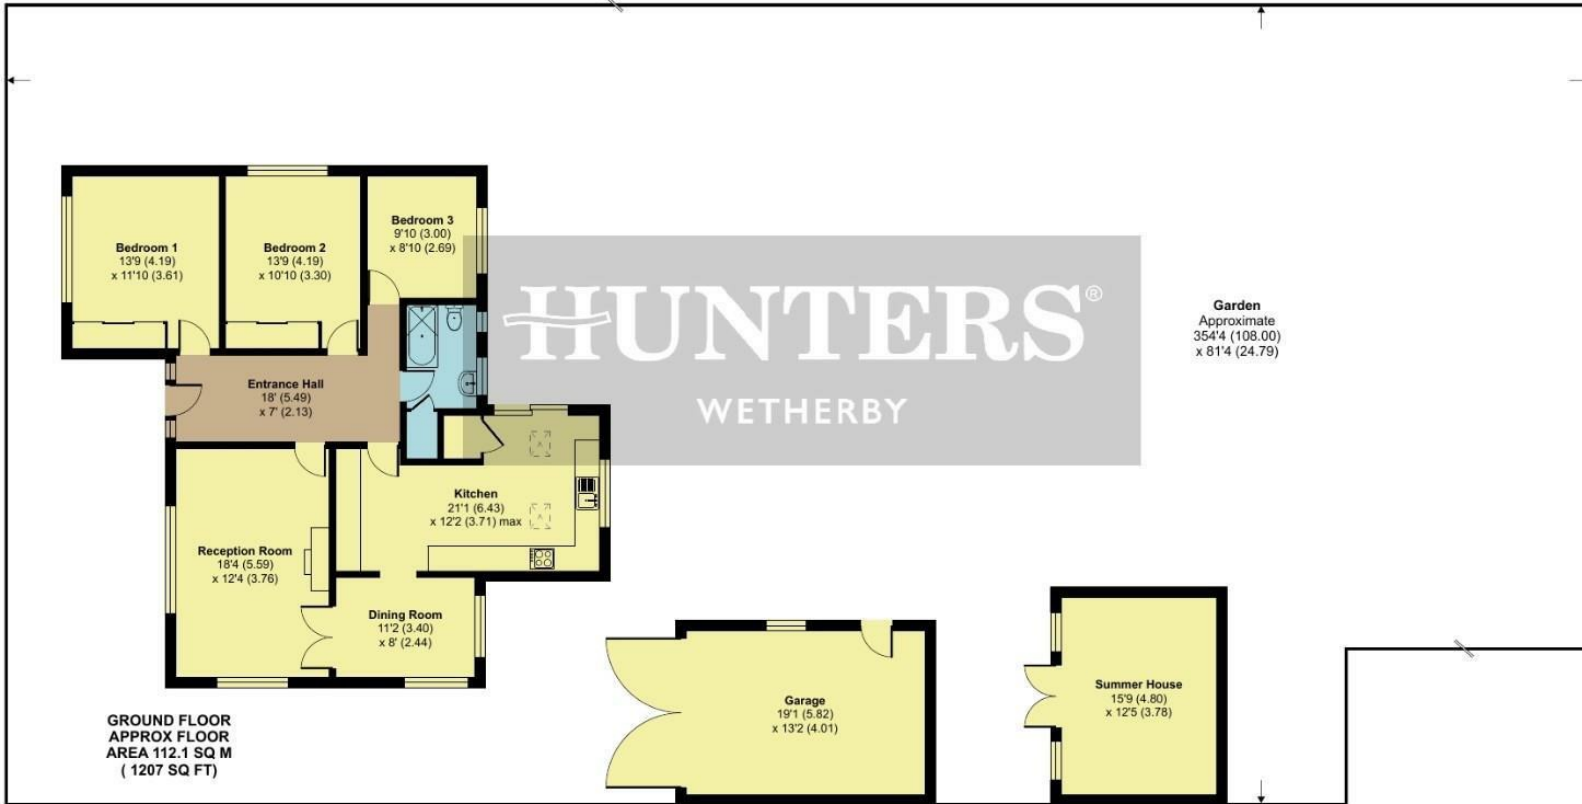 Bedroom 1
13'9 (4.19)
x 11'10 (3.61)
Bedroom 2
13'9 (4.19)
x 10'10 (3.30)
Bedroom 3
9'10 (3.00)
x 8'10 (2.69)
HUNTERS®
WETHERBY
Garden
Approximate
354'4 (108.00)
x 81'4 (24.79)
Entrance Hall
18' (5.49)
x 7' (2.13)
Kitchen
21'1 (6.43)
x 12'2 (3.71) max
Reception Room
18'4 (5.59)
x 12'4 (3.76)
Dining Room
11'2 (3.40)
x 8' (2.44)
Garage
19'1 (5.82)
x 13'2 (4.01)
Summer House
15'9 (4.80)
x 12'5 (3.78)
GROUND FLOOR
APPROX FLOOR
AREA 112.1 SQ M
( 1207 SQ FT)